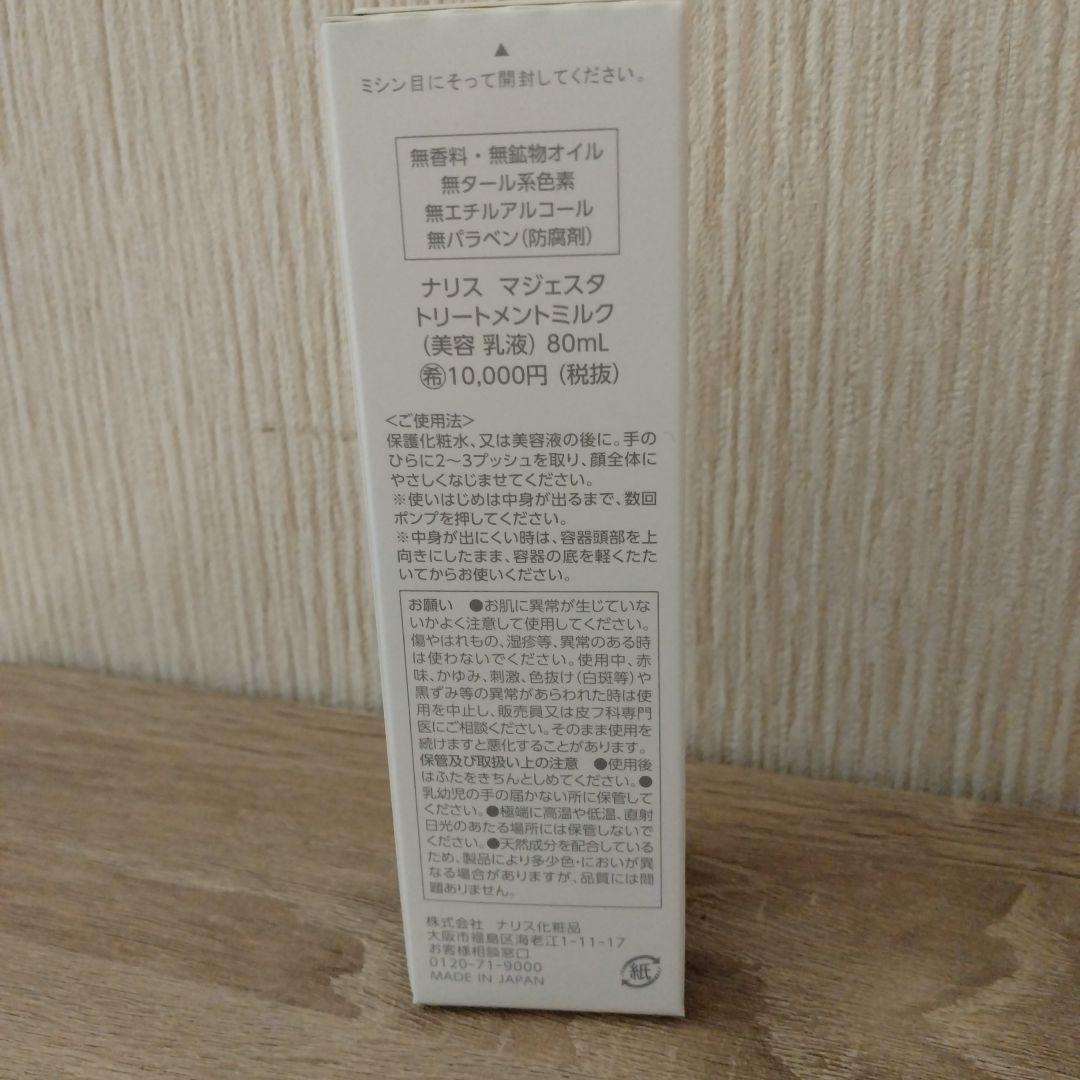 ▲
ミシン目にそって開封してください。
無香料・無鉱物オイル
無タール系色素
無エチルアルコール
無パラベン(防腐剤)
ナリス マジェスタ
トリートメントミルク
(美容 乳液) 80mL
㊝10,000円 (税抜)
<ご使用法>
保護化粧水、又は美容液の後に。手の
ひらに2〜3プッシュを取り、顔全体に
やさしくなじませてください。
※使いはじめは中身が出るまで、数回
ポンプを押してください。
※中身が出にくい時は、容器頭部を上
向きにしたまま、容器の底を軽くたた
いてからお使いください。
お願い ●お肌に異常が生じていな
いかよく注意して使用してください。
傷やはれもの、湿疹等、異常のある時
は使わないでください。使用中、赤
味、かゆみ、刺激、色抜け(白斑等)や
黒ずみ等の異常があらわれた時は使
用を中止し、販売員又は皮フ科専門
医にご相談ください。そのまま使用を
続けますと悪化することがあります。
保管及び取扱い上の注意 ●使用後
はふたをきちんとしめてください。●
乳幼児の手の届かない所に保管して
ください。●極端に高温や低温、直射
日光のあたる場所には保管しないで
ください。●天然成分を配合している
ため、製品により多少色・においが異
なる場合がありますが、品質には問
題ありません。
株式会社 ナリス化粧品
大阪市福島区海老江1-11-17
お客様相談窓口
0120-71-9000
MADE IN JAPAN
紙